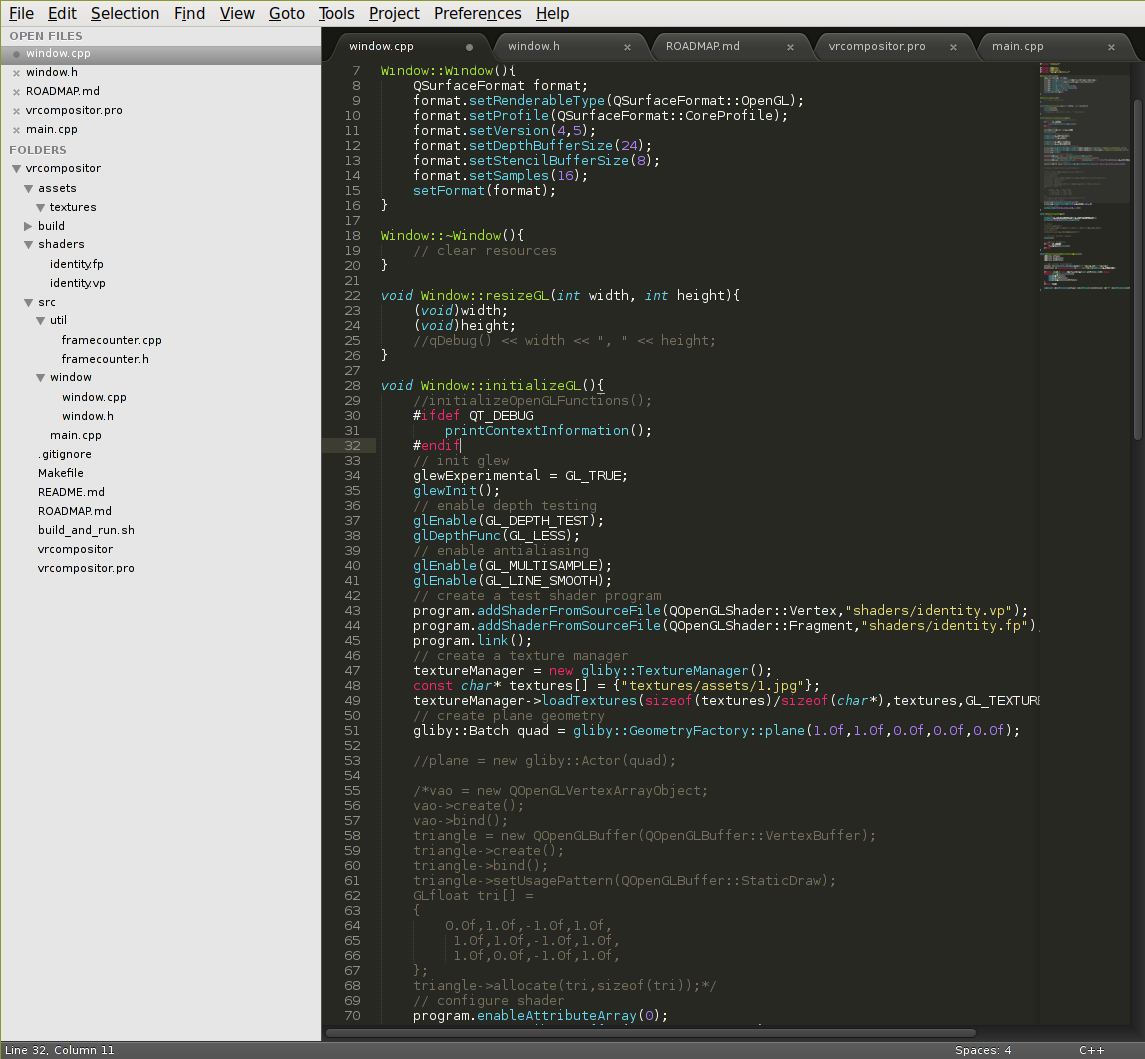 File Edit Selection Find View Goto Tools Project Preferences Help
OPEN FILES
window.cpp
window.h
ROADMAP.md
vrcompositor.pro
main.cpp
FOLDERS
vrcompositor
assets
textures
build
shaders
identity.fp
identity.vp
src
util
framecounter.cpp
framecounter.h
window
window.cpp
window.h
main.cpp
.gitignore
Makefile
README.md
ROADMAP.md
build_and_run.sh
vrcompositor
vrcompositor.pro
window.cpp window.h ROADMAP.md vrcompositor.pro main.cpp
7 Window::Window(){
8 QSurfaceFormat format;
9 format.setRenderableType(QSurfaceFormat::OpenGL);
10 format.setProfile(QSurfaceFormat::CoreProfile);
11 format.setVersion(4,5);
12 format.setDepthBufferSize(24);
13 format.setStencilBufferSize(8);
14 format.setSamples(16);
15 setFormat(format);
16 }
17
18 Window::~Window(){
19 // clear resources
20 }
21
22 void Window::resizeGL(int width, int height){
23 (void)width;
24 (void)height;
25 //qDebug() << width << ", " << height;
26 }
27
28 void Window::initializeGL(){
29 //initializeOpenGLFunctions();
30 #ifdef QT_DEBUG
31 printContextInformation();
32 #endif
33 // init glew
34 glewExperimental = GL_TRUE;
35 glewInit();
36 // enable depth testing
37 glEnable(GL_DEPTH_TEST);
38 glDepthFunc(GL_LESS);
39 // enable antialiasing
40 glEnable(GL_MULTISAMPLE);
41 glEnable(GL_LINE_SMOOTH);
42 // create a test shader program
43 program.addShaderFromSourceFile(QOpenGLShader::Vertex,"shaders/identity.vp");
44 program.addShaderFromSourceFile(QOpenGLShader::Fragment,"shaders/identity.fp")
45 program.link();
46 // create a texture manager
47 textureManager = new gliby::TextureManager();
48 const char* textures[] = {"textures/assets/1.jpg"};
49 textureManager->loadTextures(sizeof(textures)/sizeof(char*),textures,GL_TEXTURE
50 // create plane geometry
51 gliby::Batch quad = gliby::GeometryFactory::plane(1.0f,1.0f,0.0f,0.0f,0.0f);
52
53 //plane = new gliby::Actor(quad);
54
55 /*vao = new QOpenGLVertexArrayObject;
56 vao->create();
57 vao->bind();
58 triangle = new QOpenGLBuffer(QOpenGLBuffer::VertexBuffer);
59 triangle->create();
60 triangle->bind();
61 triangle->setUsagePattern(QOpenGLBuffer::StaticDraw);
62 GLfloat tri[] =
63 {
64 0.0f,1.0f,-1.0f,1.0f,
65 1.0f,1.0f,-1.0f,1.0f,
66 1.0f,0.0f,-1.0f,1.0f,
67 };
68 triangle->allocate(tri,sizeof(tri));*/
69 // configure shader
70 program.enableAttributeArray(0);
Line 32, Column 11 Spaces: 4 C++